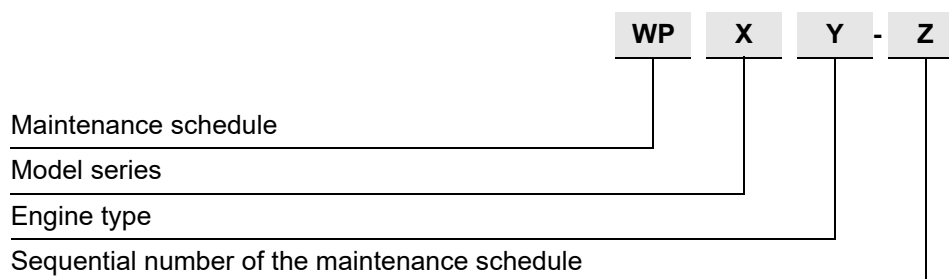 WP X Y - Z
Maintenance schedule
Model series
Engine type
Sequential number of the maintenance schedule